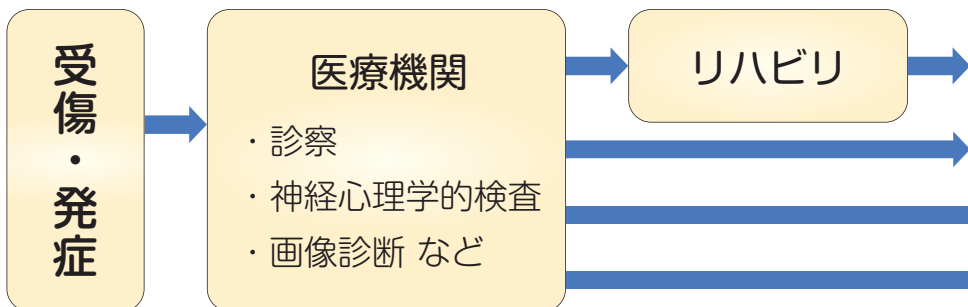 受傷・発症
医療機関
・診察
・神経心理学的検査
・画像診断 など
リハビリ